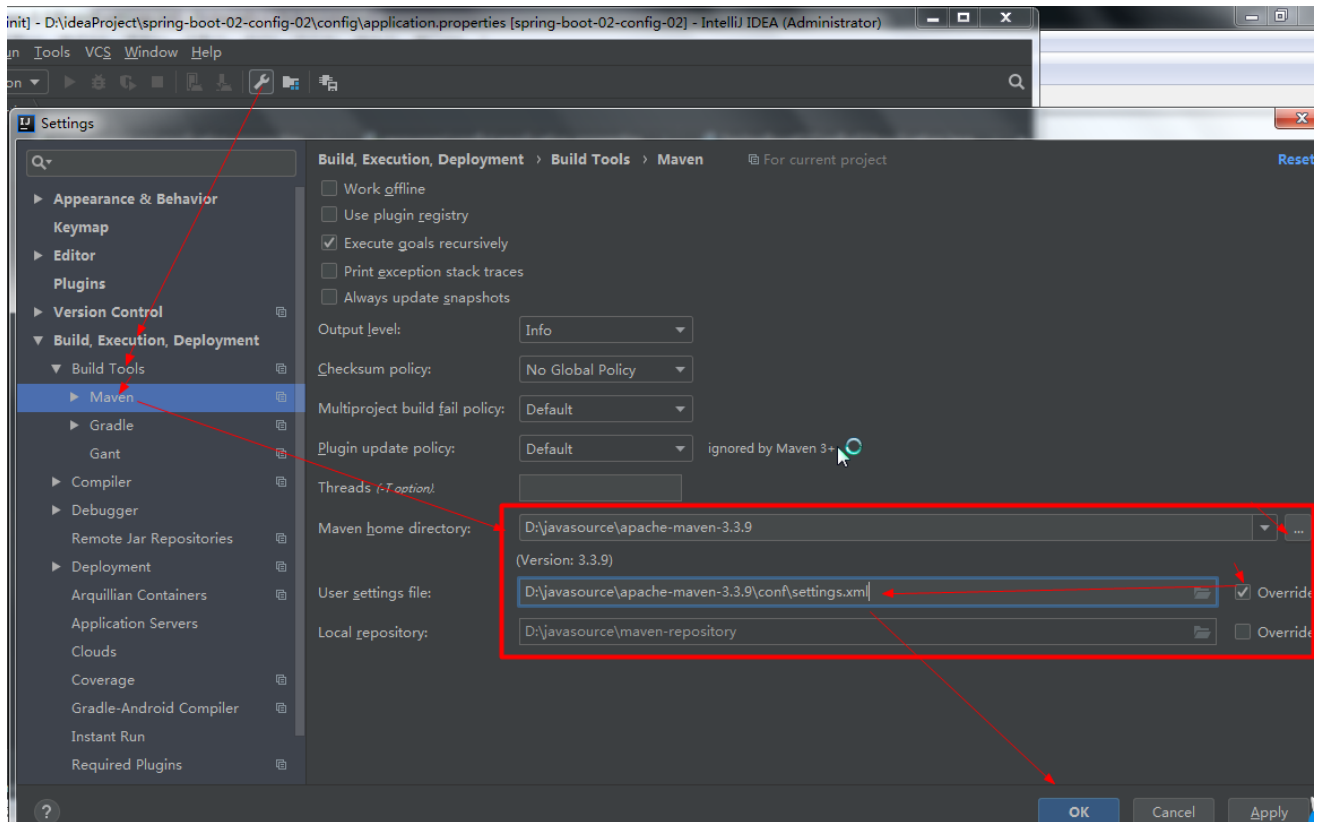 init] - D:\ideaProject\spring-boot-02-config-02\config\application.properties [spring-boot-02-config-02] - IntelliJ IDEA (Administrator)
un Tools VCS Window Help
on
Settings
Build, Execution, Deployment › Build Tools › Maven For current project Reset
Work offline
Appearance & Behavior
Use plugin registry
Keymap
Execute goals recursively
Editor
Print exception stack traces
Plugins
Always update snapshots
Version Control
Output level: Info
Build, Execution, Deployment
Build Tools
Checksum policy: No Global Policy
Maven
Multiproject build fail policy: Default
Gradle
Plugin update policy: Default ignored by Maven 3+
Gant
Compiler
Threads (-T option).
Debugger
Maven home directory: D:\javasource\apache-maven-3.3.9 ...
Remote Jar Repositories
(Version: 3.3.9)
Deployment
User settings file: D:\javasource\apache-maven-3.3.9\conf\settings.xml Override
Arquillian Containers
Application Servers
Local repository: D:\javasource\maven-repository Override
Clouds
Coverage
Gradle-Android Compiler
Instant Run
Required Plugins
? OK Cancel Apply